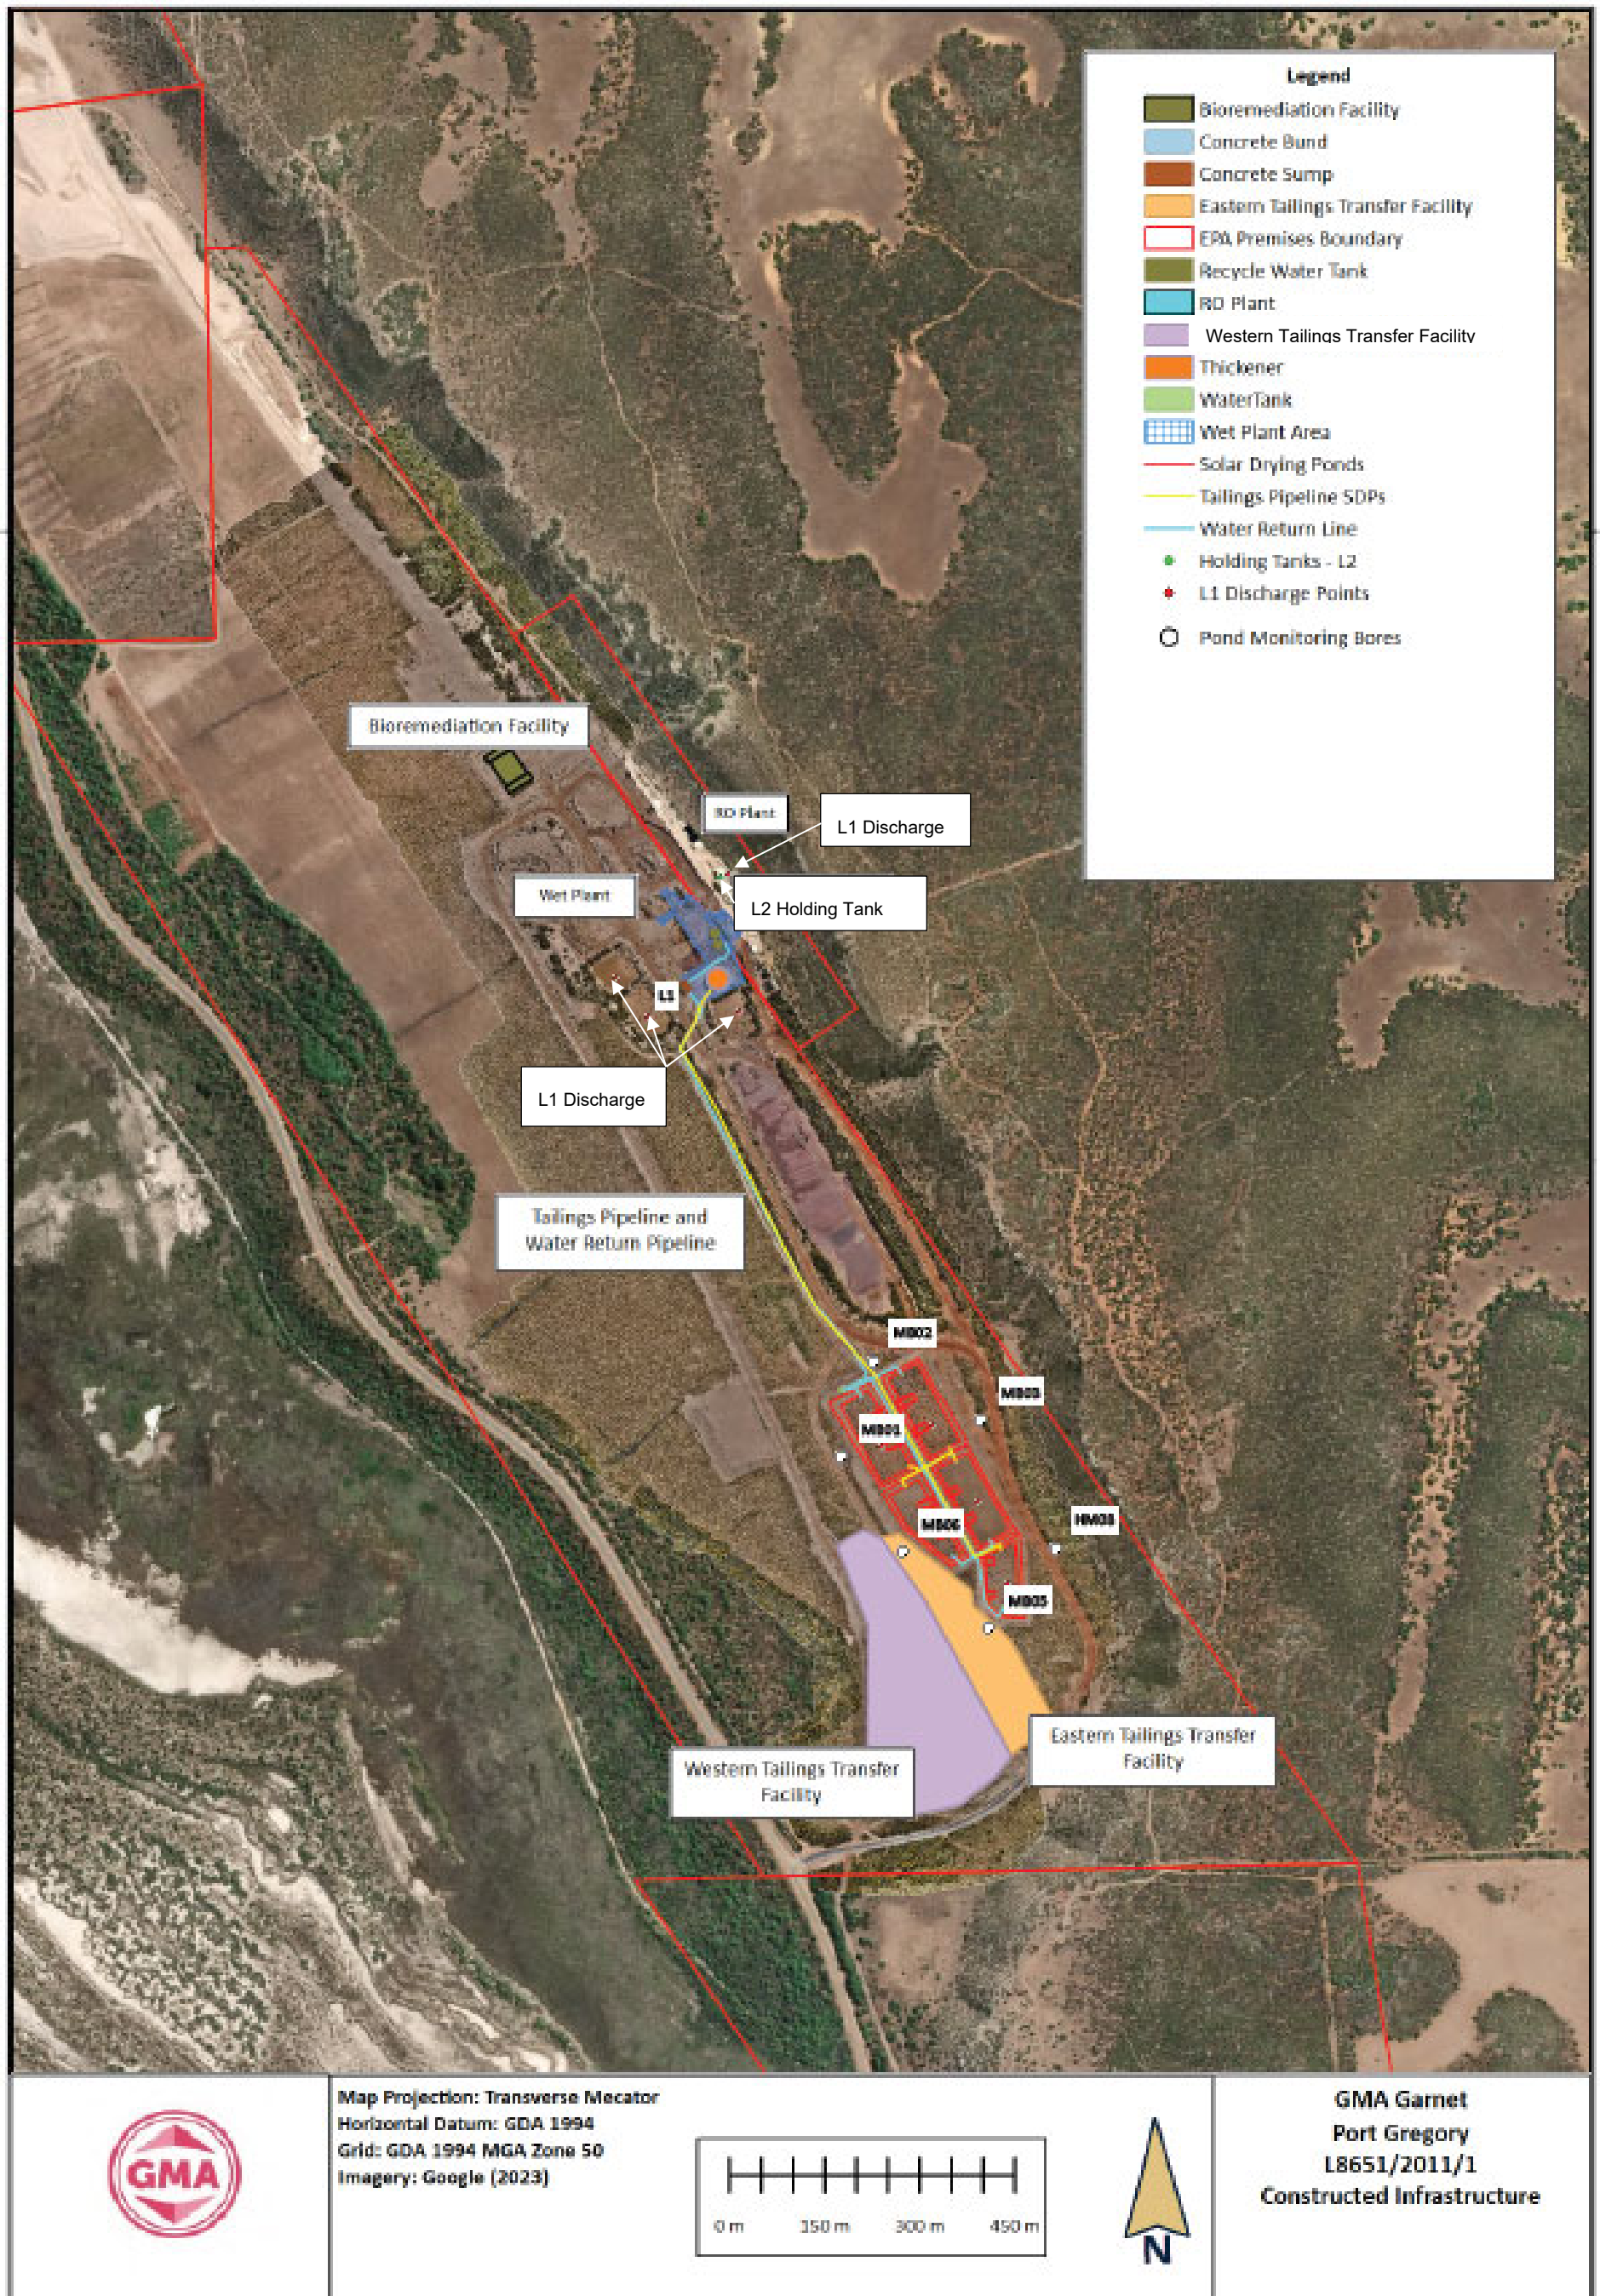 Legend
Bioremediation Facility
Concrete Bund
Concrete Sump
Eastern Tailings Transfer Facility
EPA Premises Boundary
Recycle Water Tank
RO Plant
Western Tailings Transfer Facility
Thickener
WaterTank
Wet Plant Area
Solar Drying Ponds
Tailings Pipeline SDPs
Water Return Line
Holding Tanks - L2
L1 Discharge Points
Pond Monitoring Bores
Bioremediation Facility
RO Plant
L1 Discharge
Wet Plant
L2 Holding Tank
L1 Discharge
Tailings Pipeline and
Water Return Pipeline
MB02
MB03
MB01
MB06
MB05
Eastern Tailings Transfer
Facility
Western Tailings Transfer
Facility
GMA
Map Projection: Transverse Mecator
Horizontal Datum: GDA 1994
Grid: GDA 1994 MGA Zone 50
Imagery: Google (2023)
0 m 150 m 300 m 450 m
N
GMA Garnet
Port Gregory
L8651/2011/1
Constructed Infrastructure